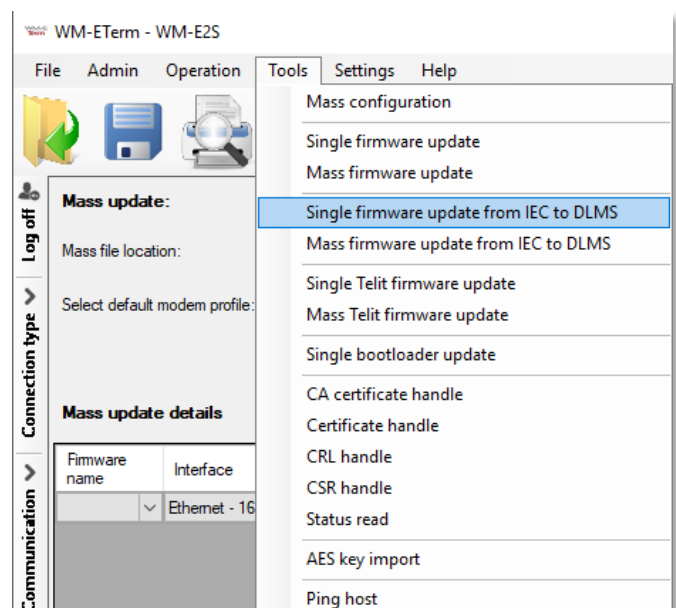 WM-ETerm - WM-E2S
File Admin Operation Tools Settings Help
Mass configuration
Single firmware update
Mass firmware update
Single firmware update from IEC to DLMS
Mass firmware update from IEC to DLMS
Single Telit firmware update
Mass Telit firmware update
Single bootloader update
CA certificate handle
Certificate handle
CRL handle
CSR handle
Status read
AES key import
Ping host
Log off
Connection type
Communication
Mass update:
Mass file location:
Select default modem profile:
Mass update details
Firmware
name
Interface
Ethernet - 16